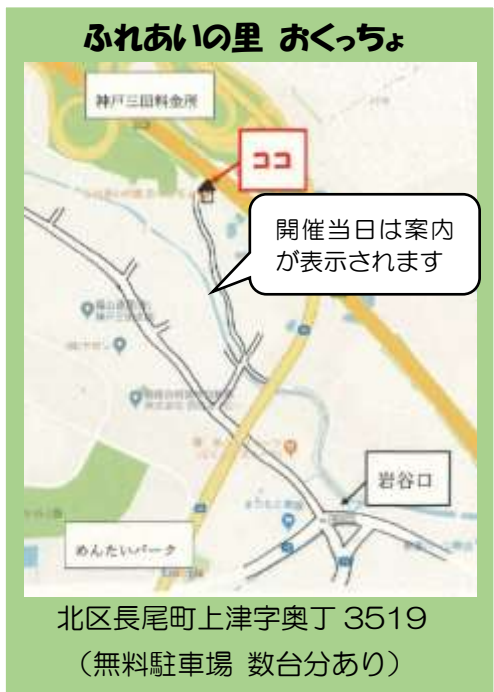 ふれあいの里 おくっちょ
神戸三田料金所
ココ
開催当日は案内
が表示されます
岩谷口
めんたいパーク
北区長尾町上津字奥丁 3519
(無料駐車場 数台分あり)